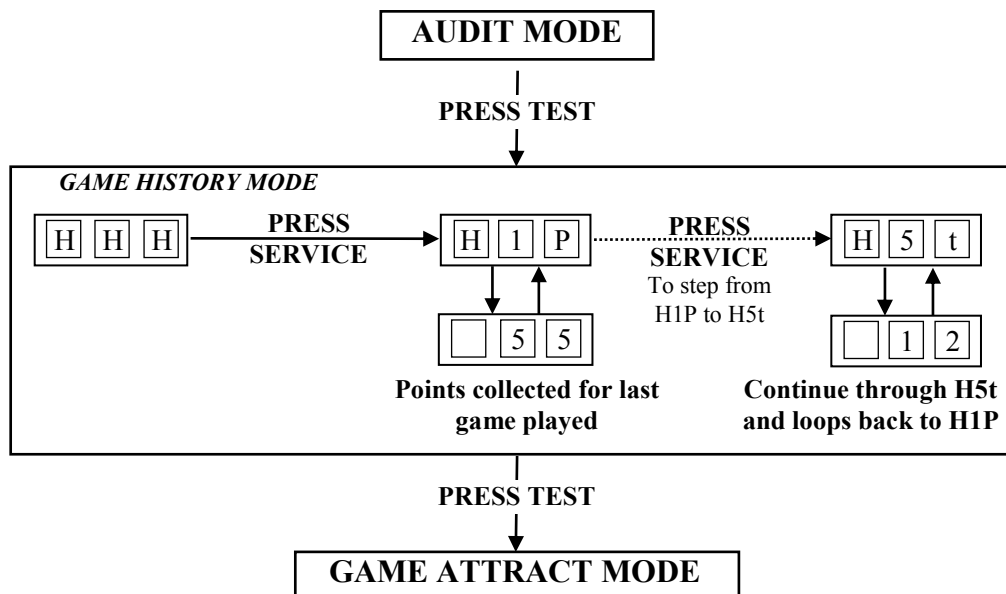 AUDIT MODE
PRESS TEST
GAME HISTORY MODE
H H H
PRESS
SERVICE
H 1 P
PRESS
SERVICE
To step from
H1P to H5t
H 5 t
5 5
1 2
Points collected for last
game played
Continue through H5t
and loops back to H1P
PRESS TEST
GAME ATTRACT MODE